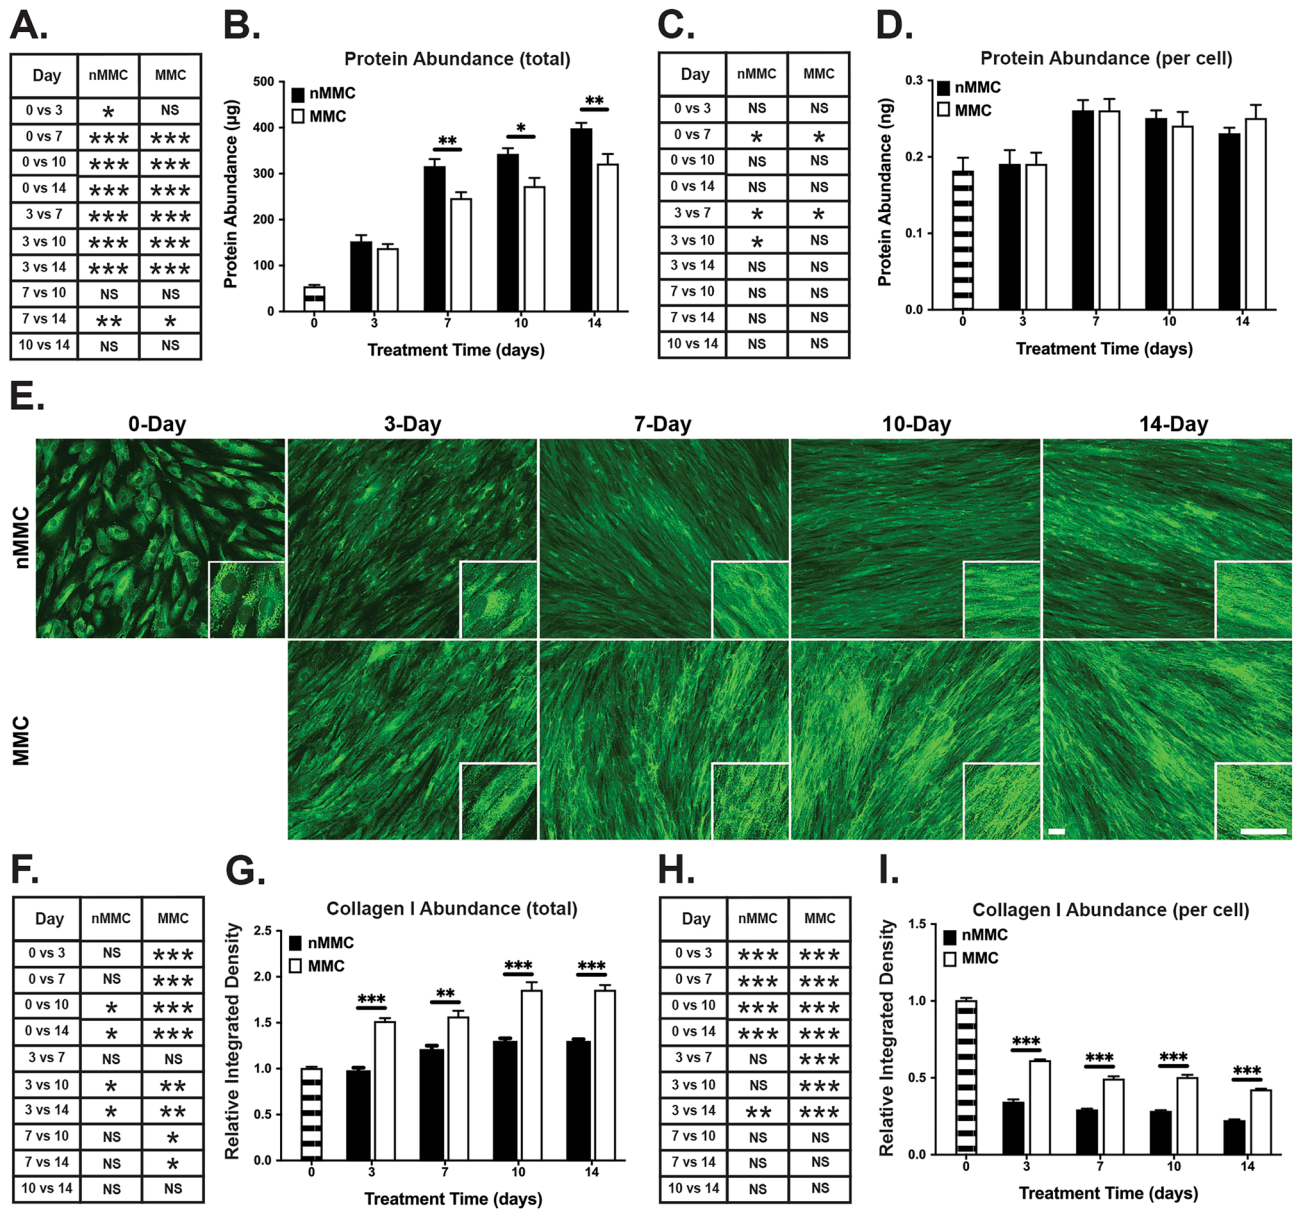 A.
Day nMMC MMC
0 vs 3 * NS
0 vs 7 *** ***
0 vs 10 *** ***
0 vs 14 *** ***
3 vs 7 *** ***
3 vs 10 *** ***
3 vs 14 *** ***
7 vs 10 NS NS
7 vs 14 ** *
10 vs 14 NS NS
B.
Protein Abundance (total)
Protein Abundance (µg)
500
400
300
200
100
0
nMMC
MMC
** * **
0 3 7 10 14
Treatment Time (days)
C.
Day nMMC MMC
0 vs 3 NS NS
0 vs 7 * *
0 vs 10 NS NS
0 vs 14 NS NS
3 vs 7 * *
3 vs 10 * NS
3 vs 14 NS NS
7 vs 10 NS NS
7 vs 14 NS NS
10 vs 14 NS NS
D.
Protein Abundance (per cell)
Protein Abundance (ng)
0.3
0.2
0.1
0.0
nMMC
MMC
0 3 7 10 14
Treatment Time (days)
E.
0-Day 3-Day 7-Day 10-Day 14-Day
nMMC
MMC
F.
Day nMMC MMC
0 vs 3 NS ***
0 vs 7 NS ***
0 vs 10 * ***
0 vs 14 * ***
3 vs 7 NS NS
3 vs 10 * **
3 vs 14 * **
7 vs 10 NS *
7 vs 14 NS *
10 vs 14 NS NS
G.
Collagen I Abundance (total)
Relative Integrated Density
2.5
2.0
1.5
1.0
0.5
0.0
nMMC
MMC
*** ** *** ***
0 3 7 10 14
Treatment Time (days)
H.
Day nMMC MMC
0 vs 3 *** ***
0 vs 7 *** ***
0 vs 10 *** ***
0 vs 14 *** ***
3 vs 7 NS ***
3 vs 10 NS ***
3 vs 14 ** ***
7 vs 10 NS NS
7 vs 14 NS NS
10 vs 14 NS NS
I.
Collagen I Abundance (per cell)
Relative Integrated Density
1.5
1.0
0.5
0.0
nMMC
MMC
*** *** *** ***
0 3 7 10 14
Treatment Time (days)